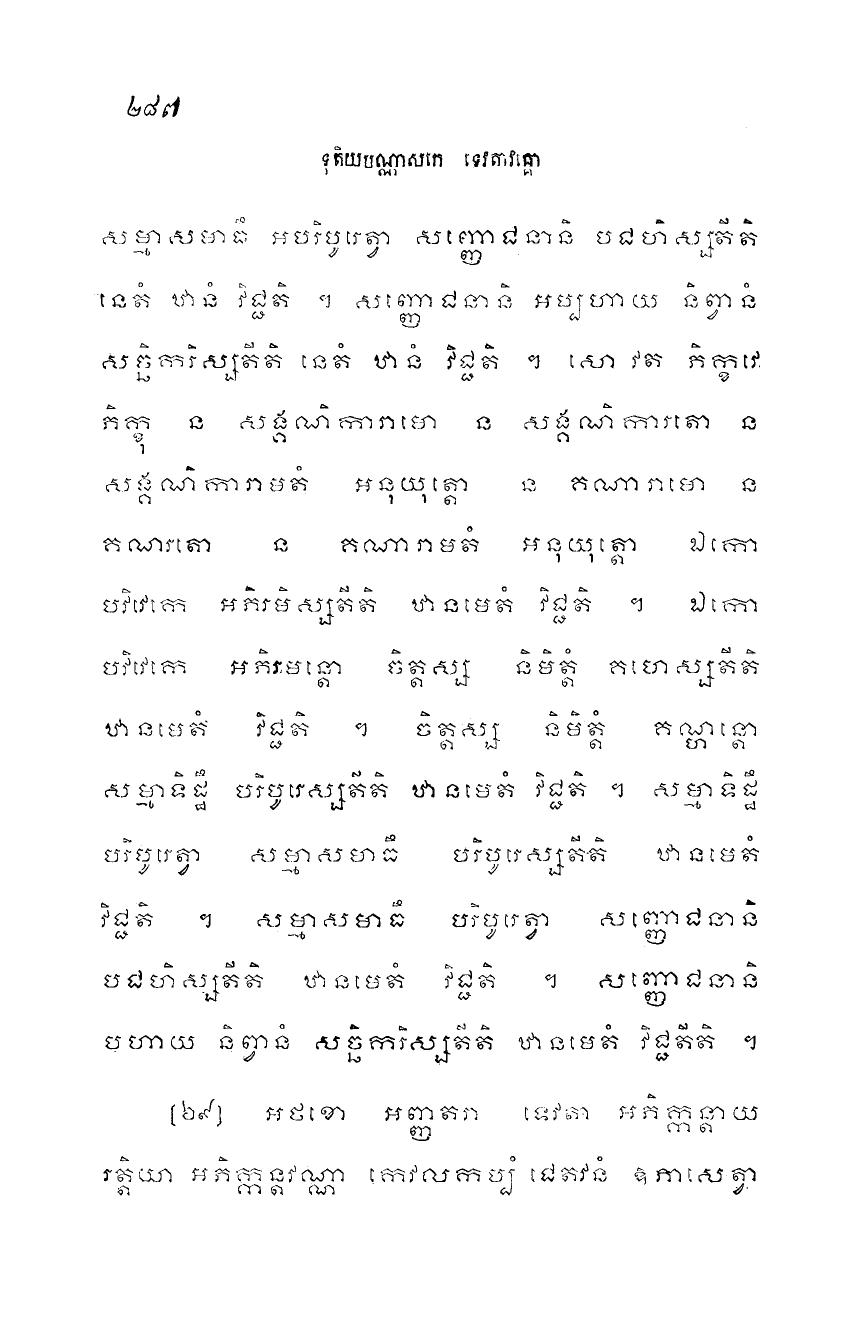 ២៨៧
ទុតិយបណ្ណាសកេ ទេវតាវគ្គោ
សម្មាសមាធឹ អបរិបូរេត្វា សញ្ញោជនានិ បជហិស្សតីតិ
នេតំ ឋានំ វិជ្ជតិ ។ សញ្ញោជនានិ អប្បហាយ និព្វានំ
សច្ឆិករិស្សតីតិ នេតំ ឋានំ វិជ្ជតិ ។ សោ វត ភិក្ខវេ
ភិក្ខុ ន សង្គណិការាមោ ន សង្គណិការតោ ន
សង្គណិការាមតំ អនុយុត្តោ ន គណារាមោ ន
គណរតោ ន គណារាមតំ អនុយុត្តោ ឯកោ
បវិវេកេ អភិរមិស្សតីតិ ឋានមេតំ វិជ្ជតិ ។ ឯកោ
បវិវេកេ អភិរមន្តោ ចិត្តស្ស និមិត្តំ គហេស្សតីតិ
ឋានមេតំ វិជ្ជតិ ។ ចិត្តស្ស និមិត្តំ គណ្ហន្តោ
សម្មាទិដ្ឋឹ បរិបូរេស្សតីតិ ឋានមេតំ វិជ្ជតិ ។ សម្មាទិដ្ឋឹ
បរិបូរេត្វា សម្មាសមាធឹ បរិបូរេស្សតីតិ ឋានមេតំ
វិជ្ជតិ ។ សម្មាសមាធឹ បរិបូរេត្វា សញ្ញោជនានិ
បជហិស្សតីតិ ឋានមេតំ វិជ្ជតិ ។ សញ្ញោជនានិ
បហាយ និព្វានំ សច្ឆិករិស្សតីតិ ឋានមេតំ វិជ្ជតីតិ ។
[៦៩] អថខោ អញ្ញតរា ទេវតា អភិក្កន្តាយ
រត្តិយា អភិក្កន្តវណ្ណា កេវលកប្បំ ជេតវនំ ឱភាសេត្វា